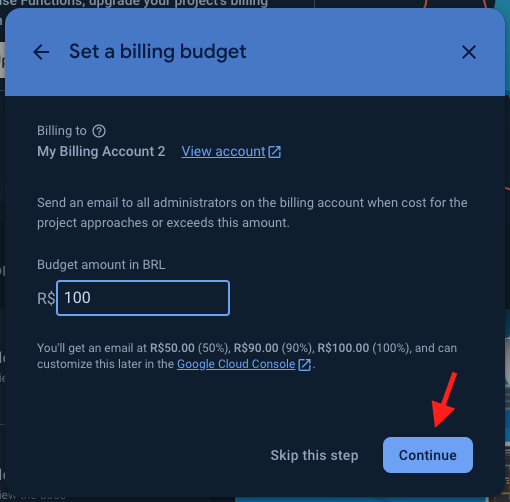 se Functions, upgrade your project's billing
Set a billing budget
Billing to
My Billing Account 2 View account
Send an email to all administrators on the billing account when cost for the
project approaches or exceeds this amount.
Budget amount in BRL
R$ 100
You'll get an email at R$50.00 (50%), R$90.00 (90%), R$100.00 (100%), and can
customize this later in the Google Cloud Console.
Skip this step Continue